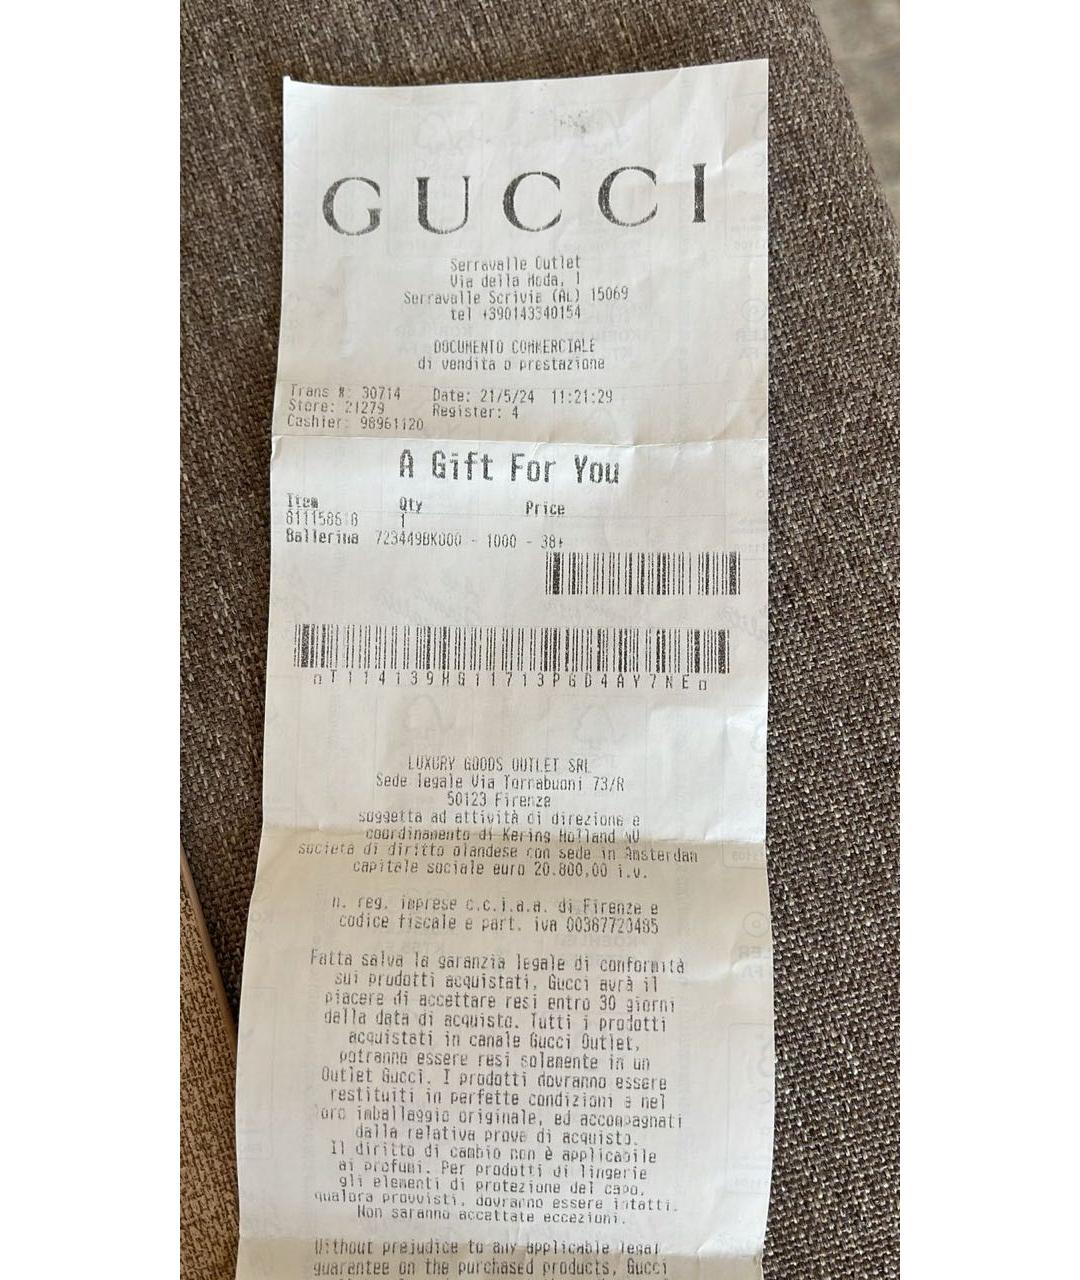 GUCCI
Serravalle Outlet
Via della Moda, 1
Serravalle Scrivia (AL) 15069
tel +390143340154
DOCUMENTO COMMERCIALE
di vendita o prestazione
Trans #: 30714 Date: 21/5/24 11:21:29
Store: 21279 Register: 4
Cashier: 98961120
A Gift For You
Item Qty Price
1
Ballerina 723449BK000 - 1000 - 38+
T114139HG11713P6D4AY7NE
LUXURY GOODS OUTLET SRL
Sede legale Via Tornabuoni 73/R
50123 Firenze
soggetta ad attività di direzione e
coordinamento di Kering Holland NV
società di diritto olandese con sede in Amsterdam
capitale sociale euro 20.800,00 i.v.
n. reg. imprese c.c.i.a.a. di Firenze e
codice fiscale e part. iva 00387720485
Fatta salva la garanzia legale di conformità
sui prodotti acquistati, Gucci avrà il
piacere di accettare resi entro 30 giorni
dalla data di acquisto. Tutti i prodotti
acquistati in canale Gucci Outlet,
potranno essere resi solamente in un
Outlet Gucci. I prodotti dovranno essere
restituiti in perfette condizioni e nel
loro imballaggio originale, ed accompagnati
dalla relativa prova di acquisto.
Il diritto di cambio non è applicabile
ai profumi. Per prodotti di lingerie
gli elementi di protezione del capo,
qualora provvisti, dovranno essere intatti.
Non saranno accettate eccezioni.
Without prejudice to any applicable legal
guarantee on the purchased products, Gucci